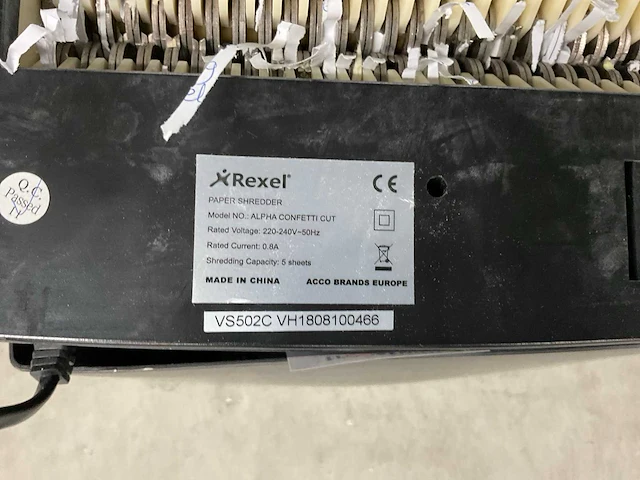 Rexel®
PAPER SHREDDER
Model NO.: ALPHA CONFETTI CUT
Rated Voltage: 220-240V~50Hz
Rated Current: 0.8A
Shredding Capacity: 5 sheets
MADE IN CHINA ACCO BRANDS EUROPE
CE
VS502C VH1808100466
Q.C.
Passed